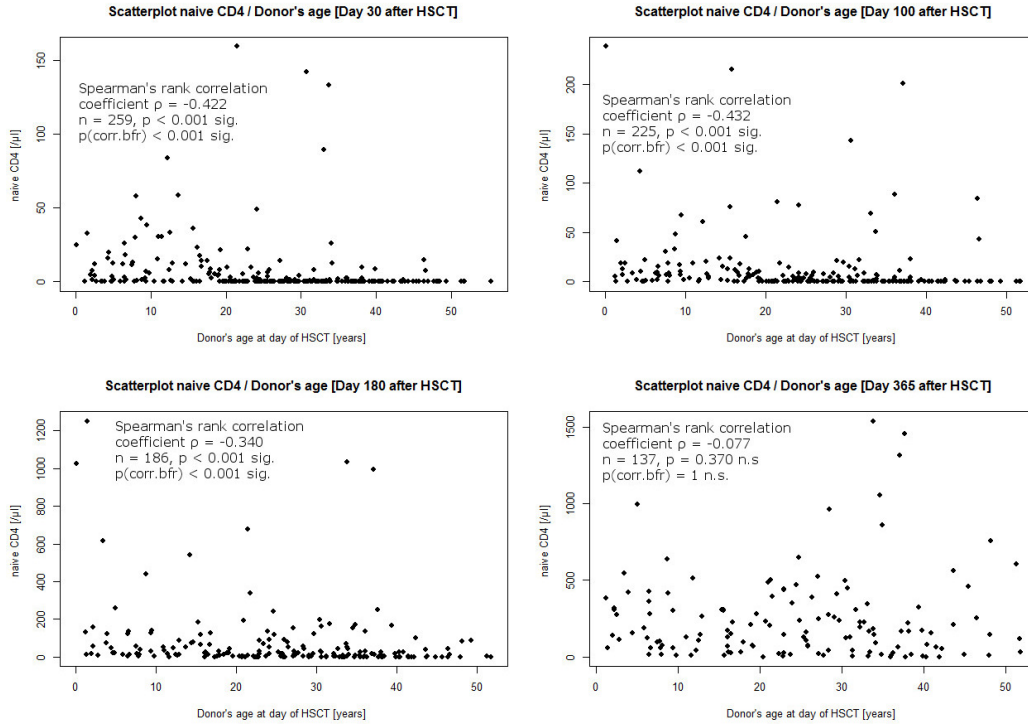 Scatterplot naive CD4 / Donor's age [Day 30 after HSCT]
naive CD4 [/µl]
150
100
50
0
Spearman's rank correlation
coefficient ρ = -0.422
n = 259, p < 0.001 sig.
p(corr.bfr) < 0.001 sig.
0 10 20 30 40 50
Donor's age at day of HSCT [years]
Scatterplot naive CD4 / Donor's age [Day 100 after HSCT]
naive CD4 [/µl]
200
150
100
50
0
Spearman's rank correlation
coefficient ρ = -0.432
n = 225, p < 0.001 sig.
p(corr.bfr) < 0.001 sig.
0 10 20 30 40 50
Donor's age at day of HSCT [years]
Scatterplot naive CD4 / Donor's age [Day 180 after HSCT]
naive CD4 [/µl]
1200
1000
800
600
400
200
0
Spearman's rank correlation
coefficient ρ = -0.340
n = 186, p < 0.001 sig.
p(corr.bfr) < 0.001 sig.
0 10 20 30 40 50
Donor's age at day of HSCT [years]
Scatterplot naive CD4 / Donor's age [Day 365 after HSCT]
naive CD4 [/µl]
1500
1000
500
0
Spearman's rank correlation
coefficient ρ = -0.077
n = 137, p = 0.370 n.s
p(corr.bfr) = 1 n.s.
0 10 20 30 40 50
Donor's age at day of HSCT [years]